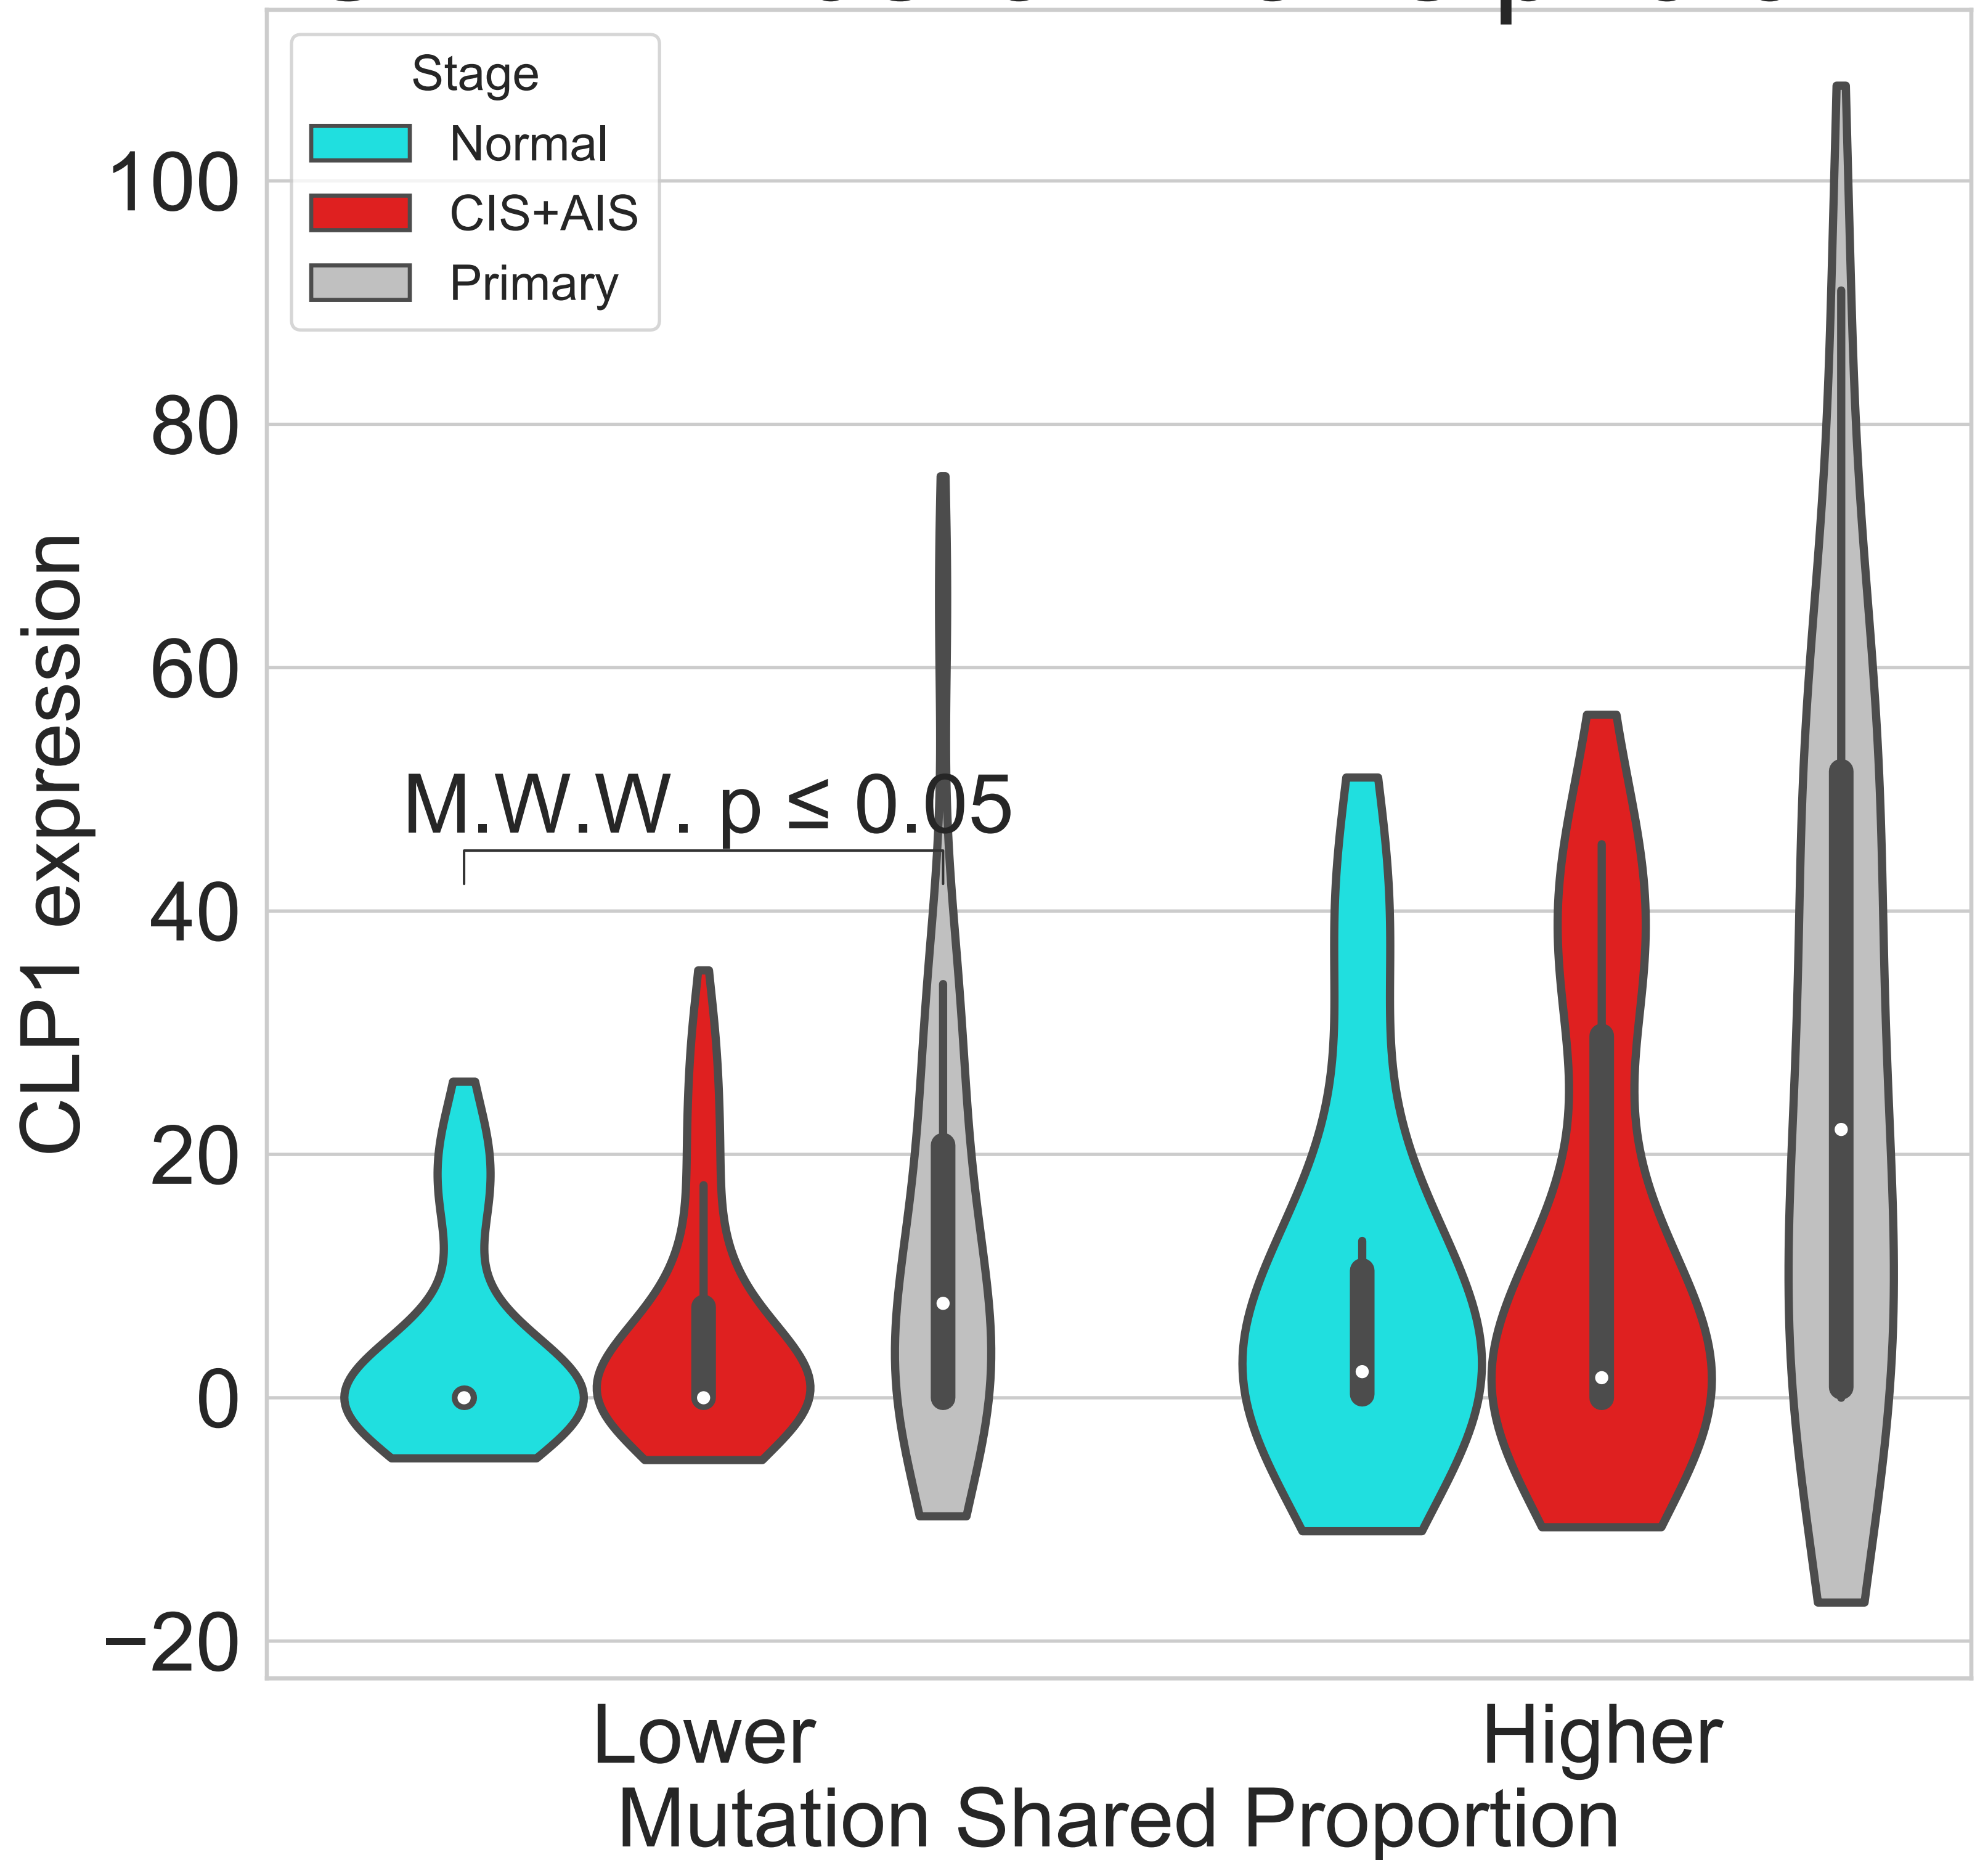 Stage
Normal
CIS+AIS
Primary
100
80
60
40
20
0
−20
CLP1 expression
M.W.W. p ≤ 0.05
Lower
Higher
Mutation Shared Proportion